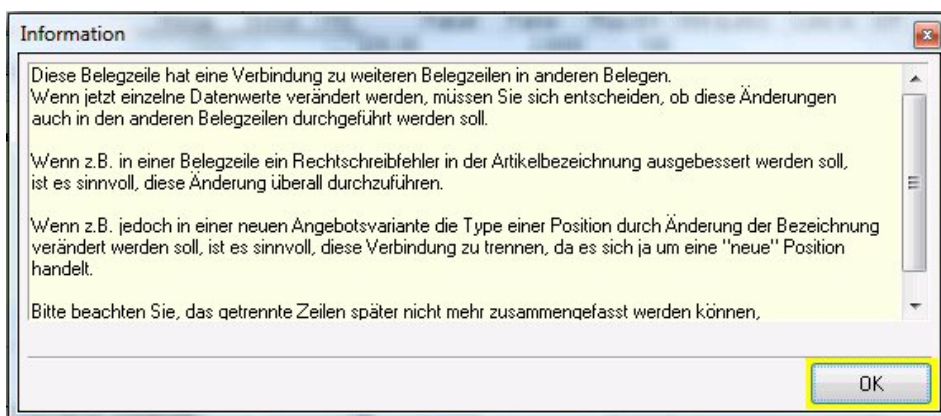 Information
Diese Belegzeile hat eine Verbindung zu weiteren Belegzeilen in anderen Belegen.
Wenn jetzt einzelne Datenwerte verändert werden, müssen Sie sich entscheiden, ob diese Änderungen
auch in den anderen Belegzeilen durchgeführt werden soll.
Wenn z.B. in einer Belegzeile ein Rechtschreibfehler in der Artikelbezeichnung ausgebessert werden soll,
ist es sinnvoll, diese Änderung überall durchzuführen.
Wenn z.B. jedoch in einer neuen Angebotsvariante die Type einer Position durch Änderung der Bezeichnung
verändert werden soll, ist es sinnvoll, diese Verbindung zu trennen, da es sich ja um eine "neue" Position
handelt.
Bitte beachten Sie, das getrennte Zeilen später nicht mehr zusammengefasst werden können,
OK